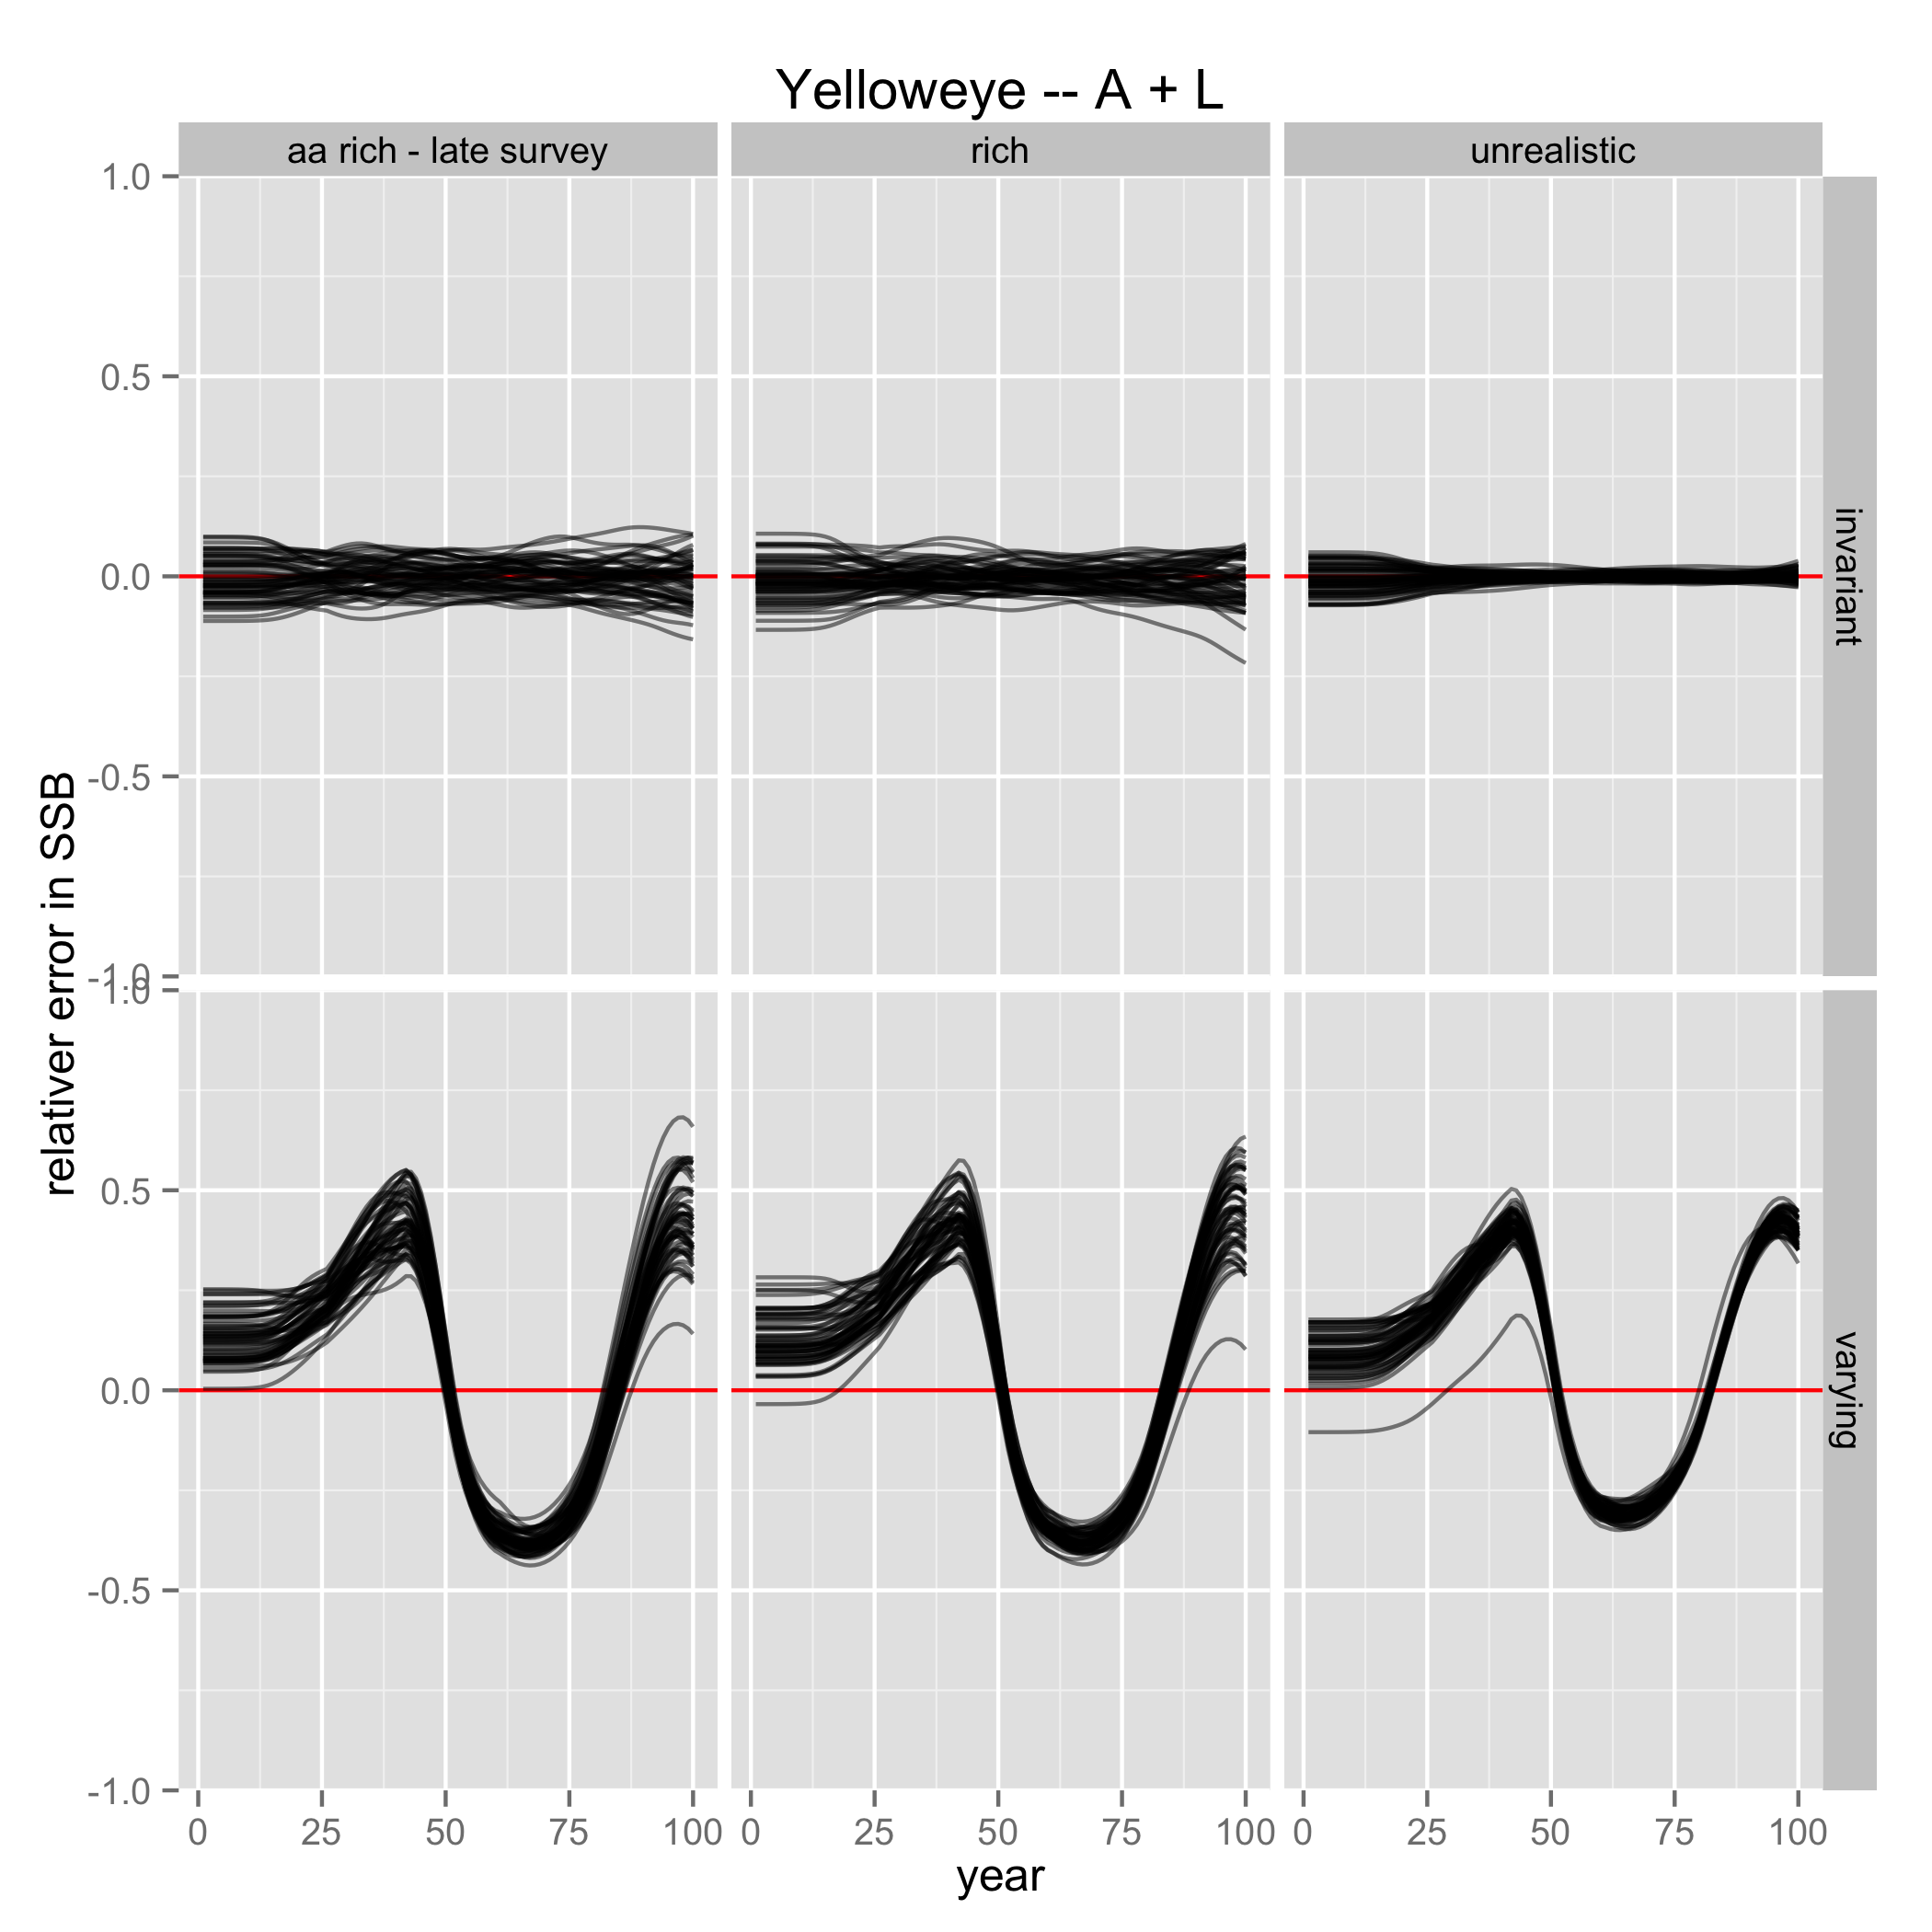 Yelloweye -- A + L
aa rich - late survey
rich
unrealistic
1.0
0.5
0.0
-0.5
-1.0
invariant
relativer error in SSB
1.0
0.5
0.0
-0.5
-1.0
varying
0 25 50 75 100
0 25 50 75 100
0 25 50 75 100
year